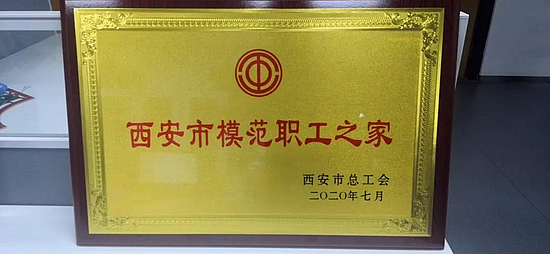 西安市模范职工之家
西安市总工会
二〇二〇年七月